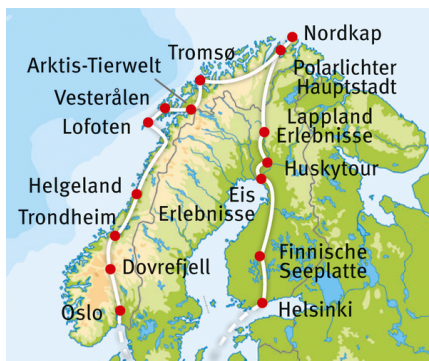 Nordkap
Tromsø
Polarlichter
Hauptstadt
Arktis-Tierwelt
Vesterålen
Lofoten
Lappland
Erlebnisse
Huskytour
Helgeland
Eis
Erlebnisse
Trondheim
Finnische
Seeplatte
Dovrefjell
Oslo
Helsinki